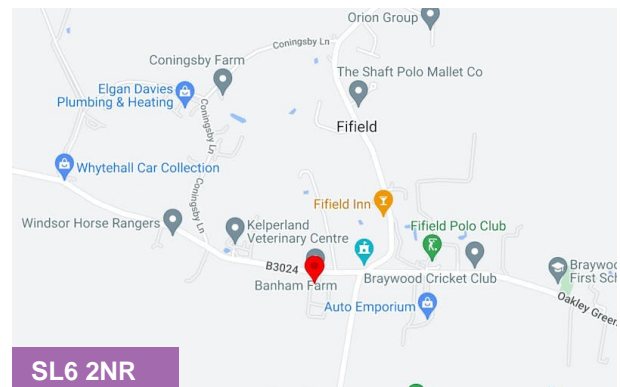 Orion Group
Coningsby Ln
Coningsby Farm
Elgan Davies
Plumbing & Heating
The Shaft Polo Mallet Co
Coningsby Ln
Fifield
Whytehall Car Collection
Coningsby Ln
Fifield Inn
Windsor Horse Rangers
Kelperland
Veterinary Centre
Fifield Polo Club
B3024
Banham Farm
Braywood Cricket Club
Braywoo
First Sch
Auto Emporium
Oakley Green
SL6 2NR